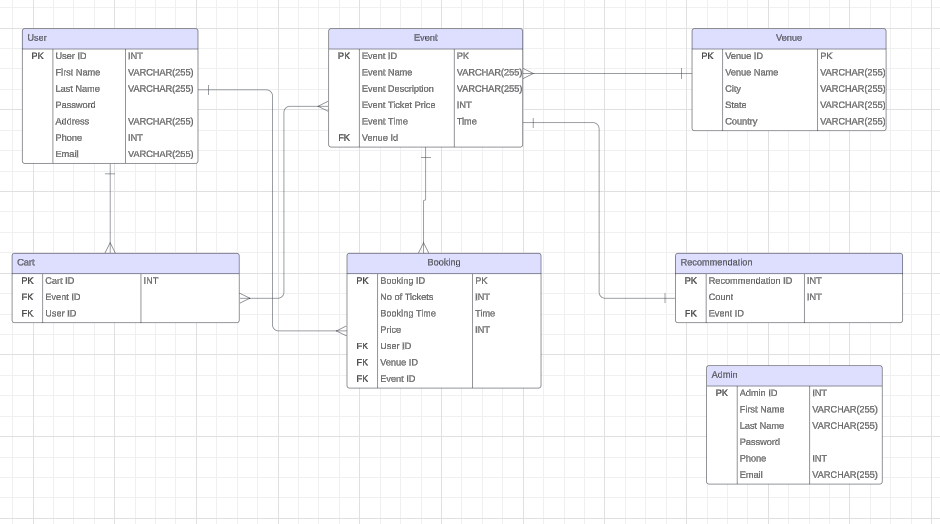 User
PK User ID INT
First Name VARCHAR(255)
Last Name VARCHAR(255)
Password
Address VARCHAR(255)
Phone INT
Email VARCHAR(255)
Event
PK Event ID PK
Event Name VARCHAR(255)
Event Description VARCHAR(255)
Event Ticket Price INT
Event Time Time
FK Venue Id
Venue
PK Venue ID PK
Venue Name VARCHAR(255)
City VARCHAR(255)
State VARCHAR(255)
Country VARCHAR(255)
Cart
PK Cart ID INT
FK Event ID
FK User ID
Booking
PK Booking ID PK
No of Tickets INT
Booking Time Time
Price INT
FK User ID
FK Venue ID
FK Event ID
Recommendation
PK Recommendation ID INT
Count INT
FK Event ID
Admin
PK Admin ID INT
First Name VARCHAR(255)
Last Name VARCHAR(255)
Password
Phone INT
Email VARCHAR(255)